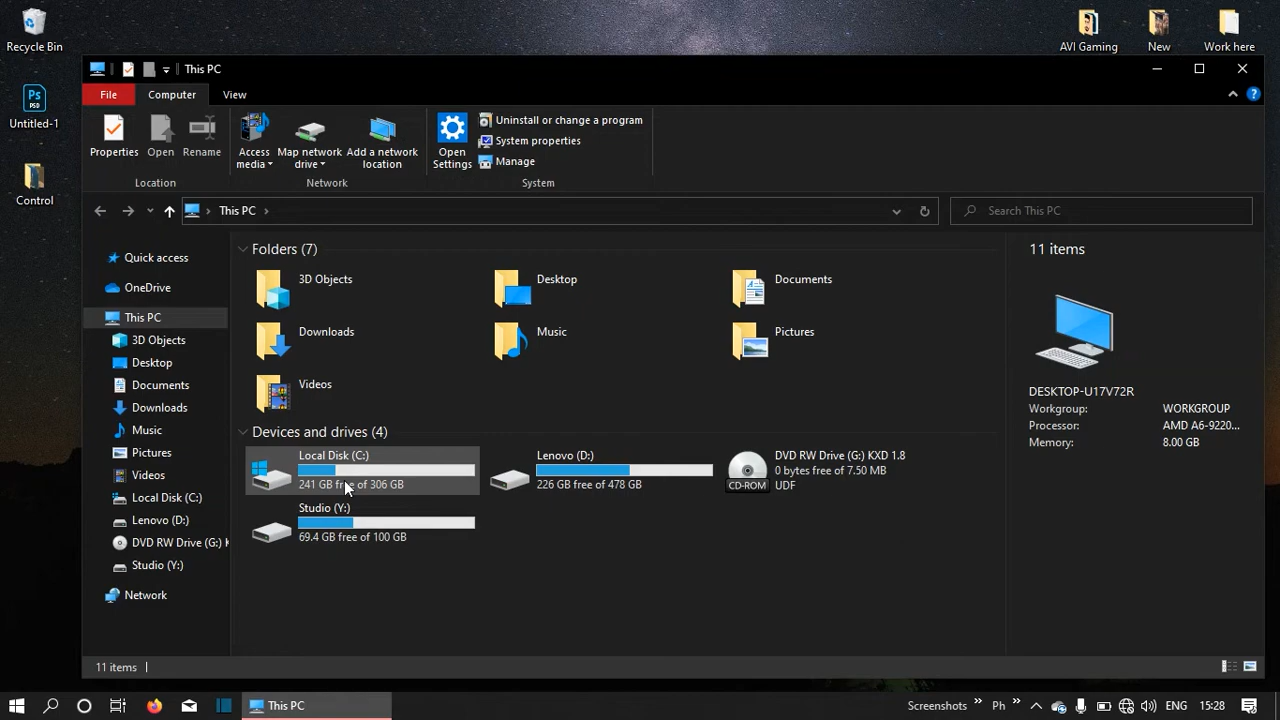 Recycle Bin
AVI Gaming
New
Work here
Ps
PSD
Untitled-1
Control
This PC
File
Computer
View
?
Properties
Open
Rename
Access media
Map network drive
Add a network location
Open Settings
Uninstall or change a program
System properties
Manage
Location
Network
System
This PC
Search This PC
Quick access
OneDrive
This PC
3D Objects
Desktop
Documents
Downloads
Music
Pictures
Videos
Local Disk (C:)
Lenovo (D:)
DVD RW Drive (G:) K
Studio (Y:)
Network
Folders (7)
3D Objects
Desktop
Documents
Downloads
Music
Pictures
Videos
Devices and drives (4)
Local Disk (C:)
241 GB free of 306 GB
Lenovo (D:)
226 GB free of 478 GB
CD-ROM
DVD RW Drive (G:) KXD 1.8
0 bytes free of 7.50 MB
UDF
Studio (Y:)
69.4 GB free of 100 GB
11 items
DESKTOP-U17V72R
Workgroup: WORKGROUP
Processor: AMD A6-9220...
Memory: 8.00 GB
11 items
This PC
Screenshots
Ph
ENG
15:28